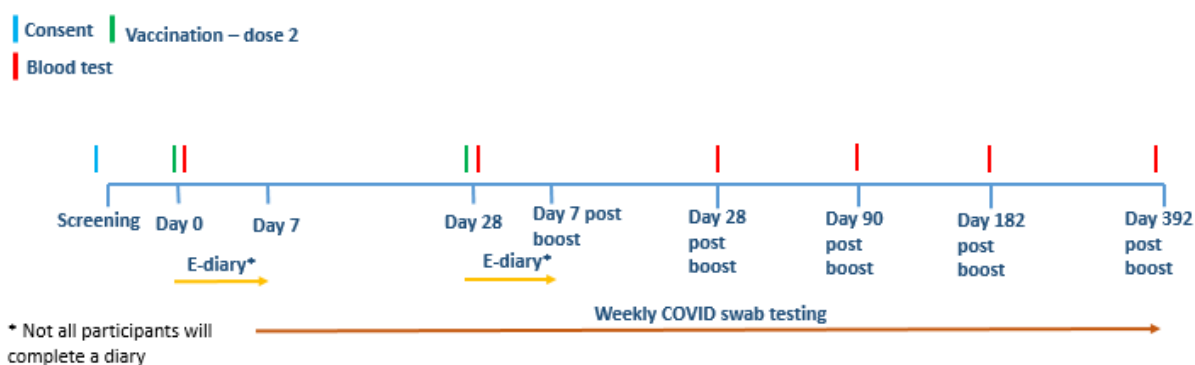 Consent
Vaccination – dose 2
Blood test
Screening
Day 0
Day 7
Day 28
Day 7 post
boost
Day 28
post
boost
Day 90
post
boost
Day 182
post
boost
Day 392
post
boost
E-diary*
E-diary*
Weekly COVID swab testing
* Not all participants will
complete a diary